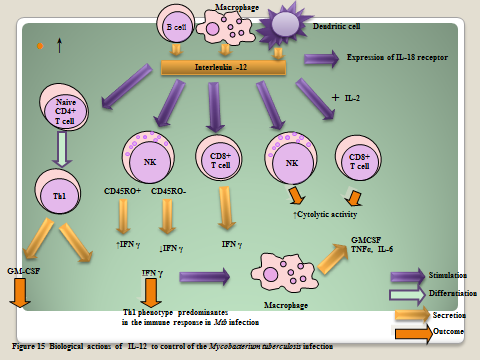 Macrophage
B cell
Dendritic cell
Interleukin -12
Expression of IL-18 receptor
+ IL-2
Naive
CD4+
T cell
NK
CD8+
T cell
NK
CD8+
T cell
Th1
CD45RO+ CD45RO-
↑Cytolytic activity
↑IFN γ
↓IFN γ
IFN γ
GMCSF
TNFα, IL-6
GM-CSF
IFN γ
Stimulation
Differntiation
Macrophage
Th1 phenotype predominantes
in the immune response in Mtb infection
Secretion
Outcome
Figure 15 Biological actions of IL-12 to control of the Mycobacterium tuberculosis infection